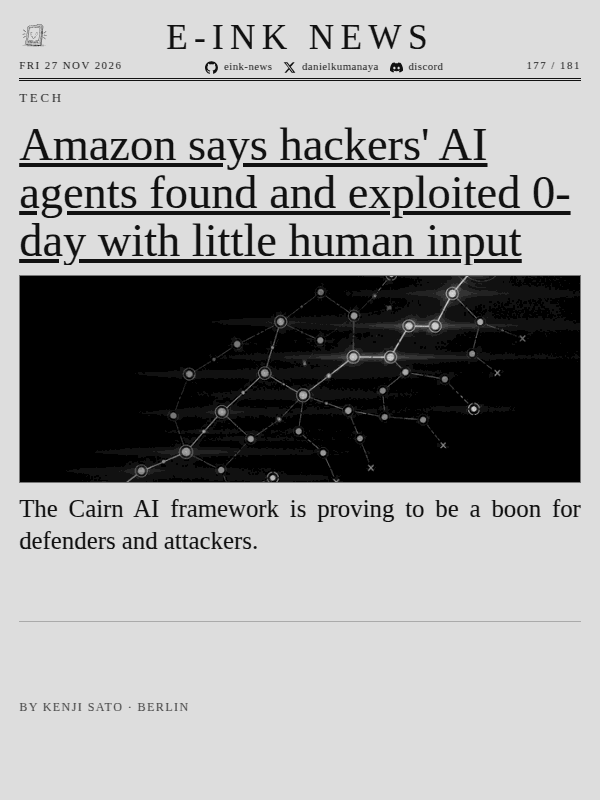 E-INK NEWS
FRI 27 NOV 2026
eink-news danielkumanaya discord
177 / 181
TECH
Amazon says hackers' AI
agents found and exploited 0-
day with little human input
The Cairn AI framework is proving to be a boon for
defenders and attackers.
BY KENJI SATO · BERLIN